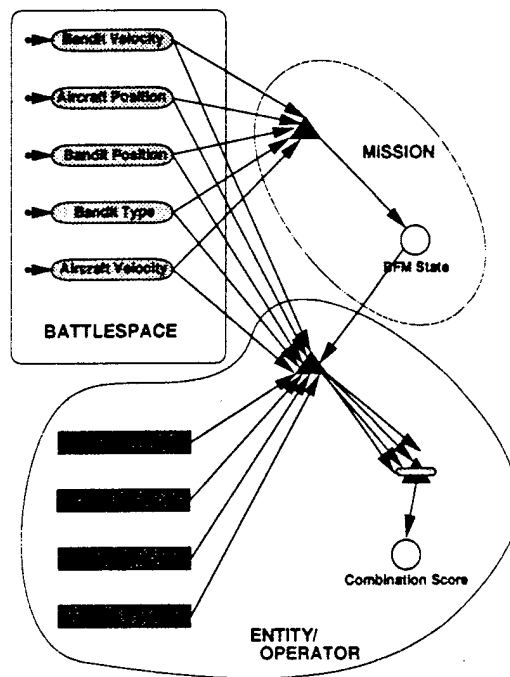 Bandit Velocity
Aircraft Position
Bandit Position
Bandit Type
Aircraft Velocity
BATTLESPACE
MISSION
BFM State
Combination Score
ENTITY/
OPERATOR